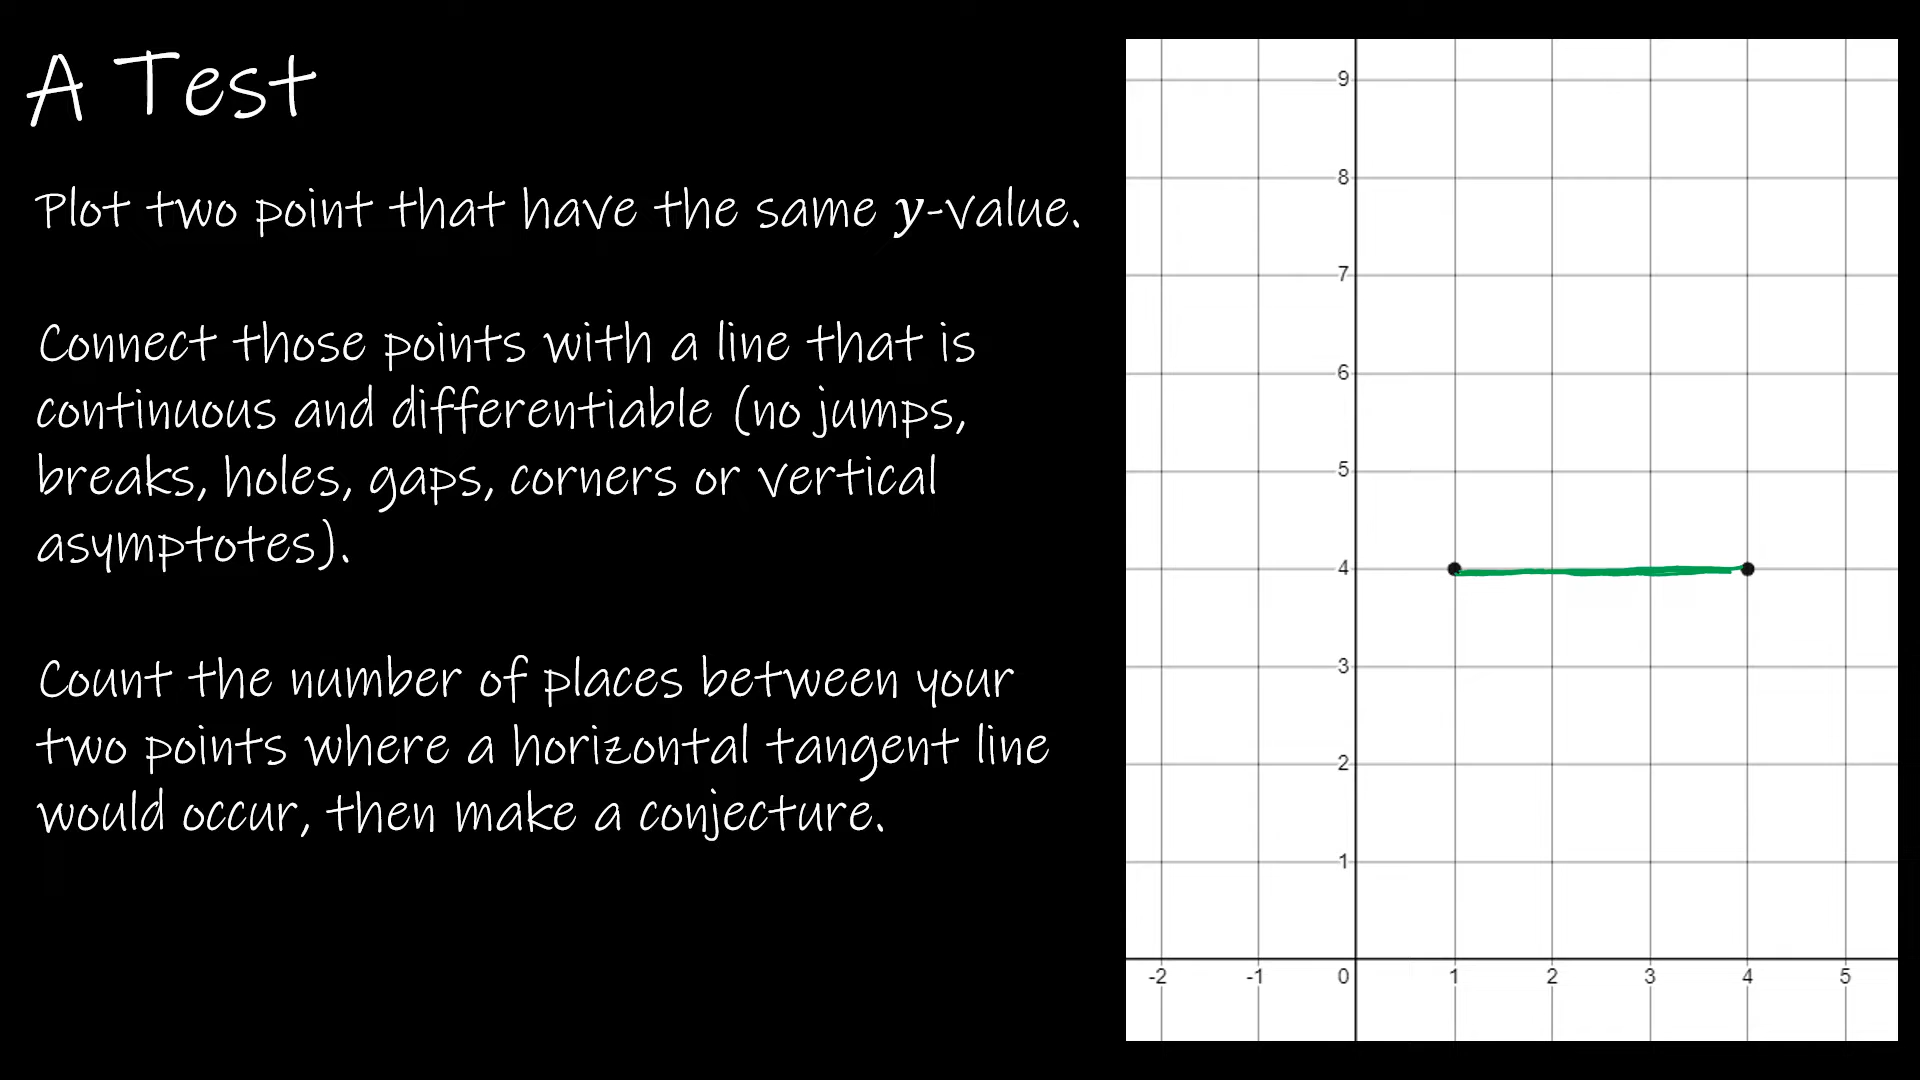 A Test
Plot two point that have the same y-value.
Connect those points with a line that is
continuous and differentiable (no jumps,
breaks, holes, gaps, corners or vertical
asymptotes).
Count the number of places between your
two points where a horizontal tangent line
would occur, then make a conjecture.
9
8
7
6
5
4
3
2
1
-2 -1 0 1 2 3 4 5